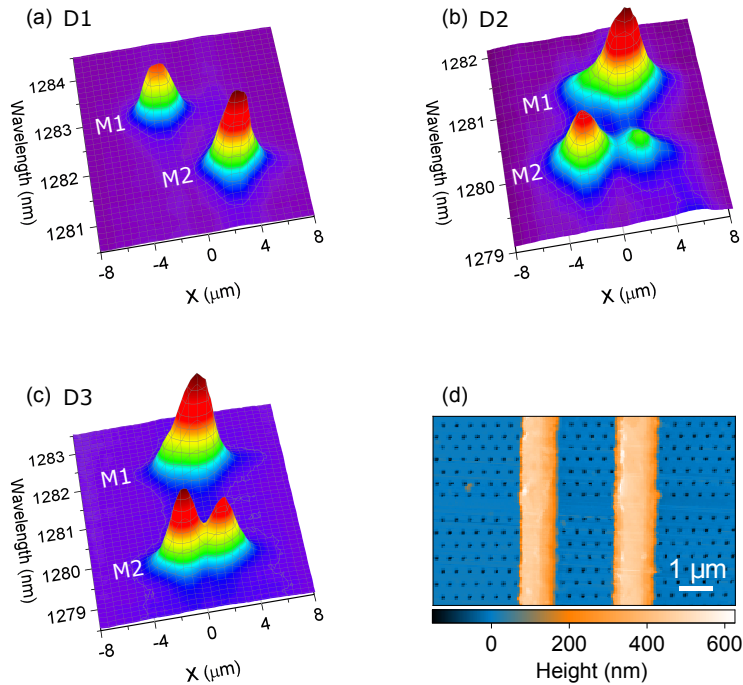 (a) D1
Wavelength (nm)
1284
1283
1282
1281
M1
M2
-8
-4
0
4
8
X (μm)
(b) D2
Wavelength (nm)
1282
1281
1280
1279
M1
M2
-8
-4
0
4
8
X (μm)
(c) D3
Wavelength (nm)
1283
1282
1281
1280
1279
M1
M2
-8
-4
0
4
8
X (μm)
(d)
1 μm
0
200
400
600
Height (nm)